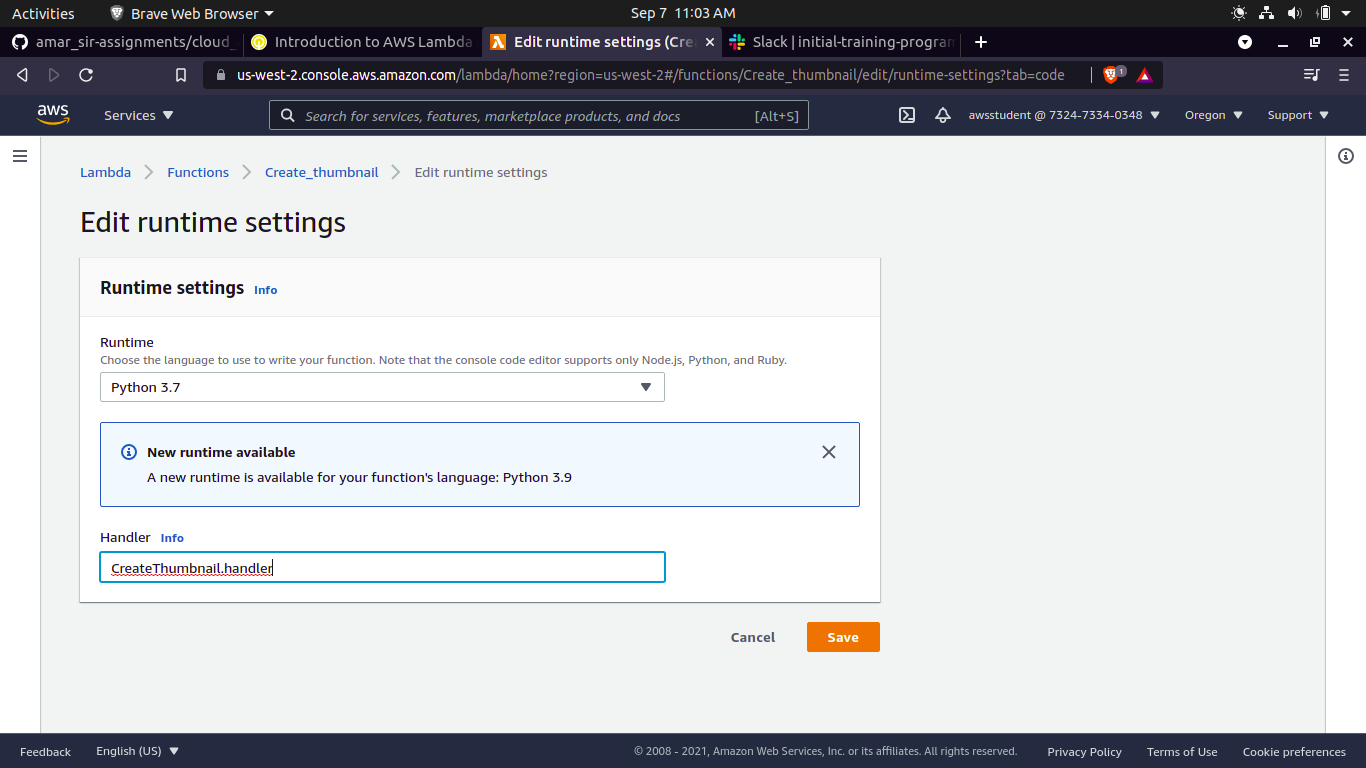 Activities Brave Web Browser Sep 7 11:03 AM
amar_sir-assignments/cloud_ Introduction to AWS Lambda Edit runtime settings (Cre Slack | initial-training-program
us-west-2.console.aws.amazon.com/lambda/home?region=us-west-2#/functions/Create_thumbnail/edit/runtime-settings?tab=code 1
aws Services Search for services, features, marketplace products, and docs [Alt+S] awsstudent @ 7324-7334-0348 Oregon Support
Lambda Functions Create_thumbnail Edit runtime settings
Edit runtime settings
Runtime settings Info
Runtime
Choose the language to use to write your function. Note that the console code editor supports only Node.js, Python, and Ruby.
Python 3.7
New runtime available
A new runtime is available for your function's language: Python 3.9
Handler Info
CreateThumbnail.handler
Cancel Save
Feedback English (US) © 2008 - 2021, Amazon Web Services, Inc. or its affiliates. All rights reserved. Privacy Policy Terms of Use Cookie preferences